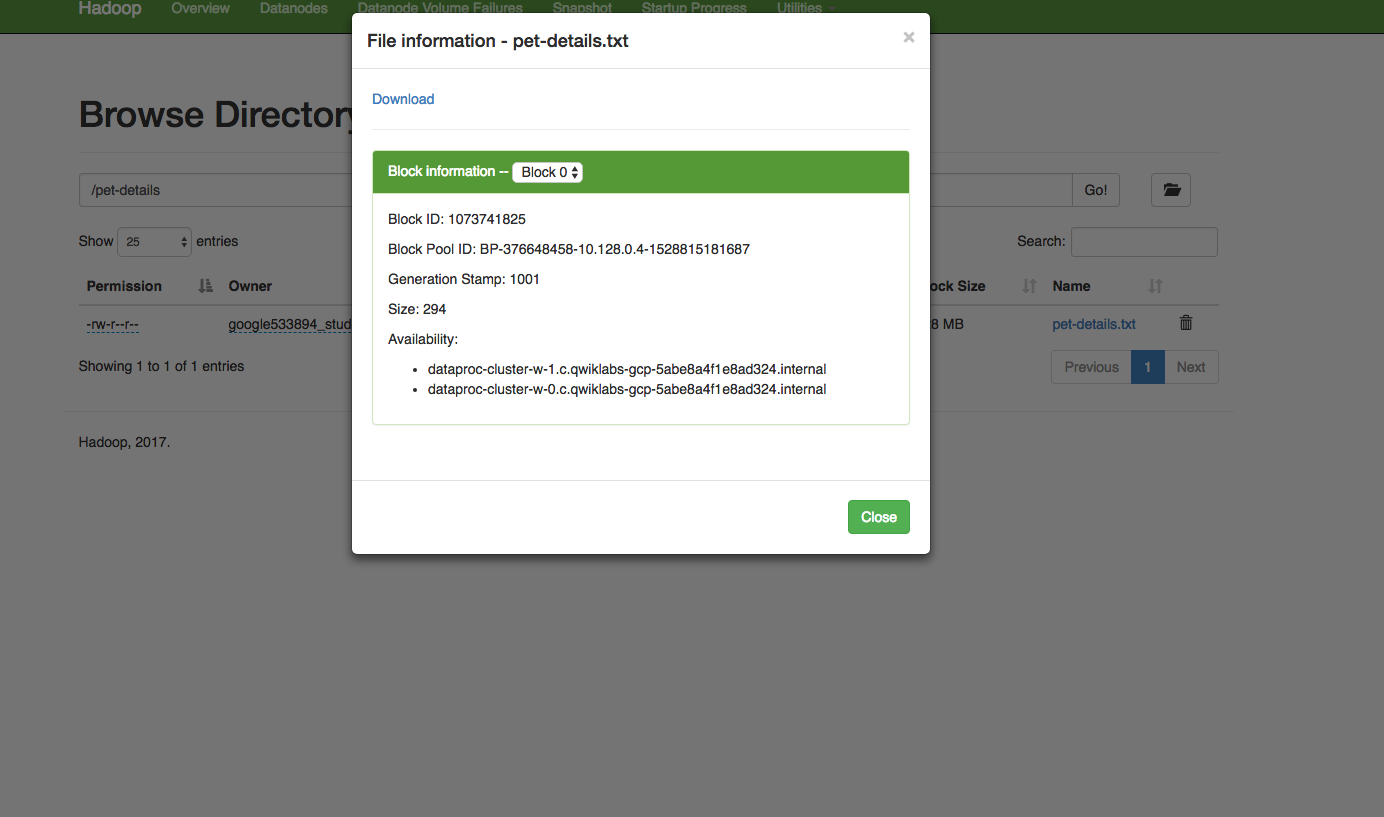 Hadoop Overview Datanodes Datanode Volume Failures Snapshot Startup Progress Utilities
File information - pet-details.txt ×
Download
Browse Directory
Block information -- Block 0
/pet-details Go!
Block ID: 1073741825
Show 25 entries Search:
Block Pool ID: BP-376648458-10.128.0.4-1528815181687
Generation Stamp: 1001
Permission Owner Size Name
Size: 294
-rw-r--r-- MB pet-details.txt
Availability:
Showing 1 to 1 of 1 entries Previous 1 Next
• dataproc-cluster-w-1.c.qwiklabs-gcp-5abe8a4f1e8ad324.internal
• dataproc-cluster-w-0.c.qwiklabs-gcp-5abe8a4f1e8ad324.internal
Hadoop, 2017.
Close